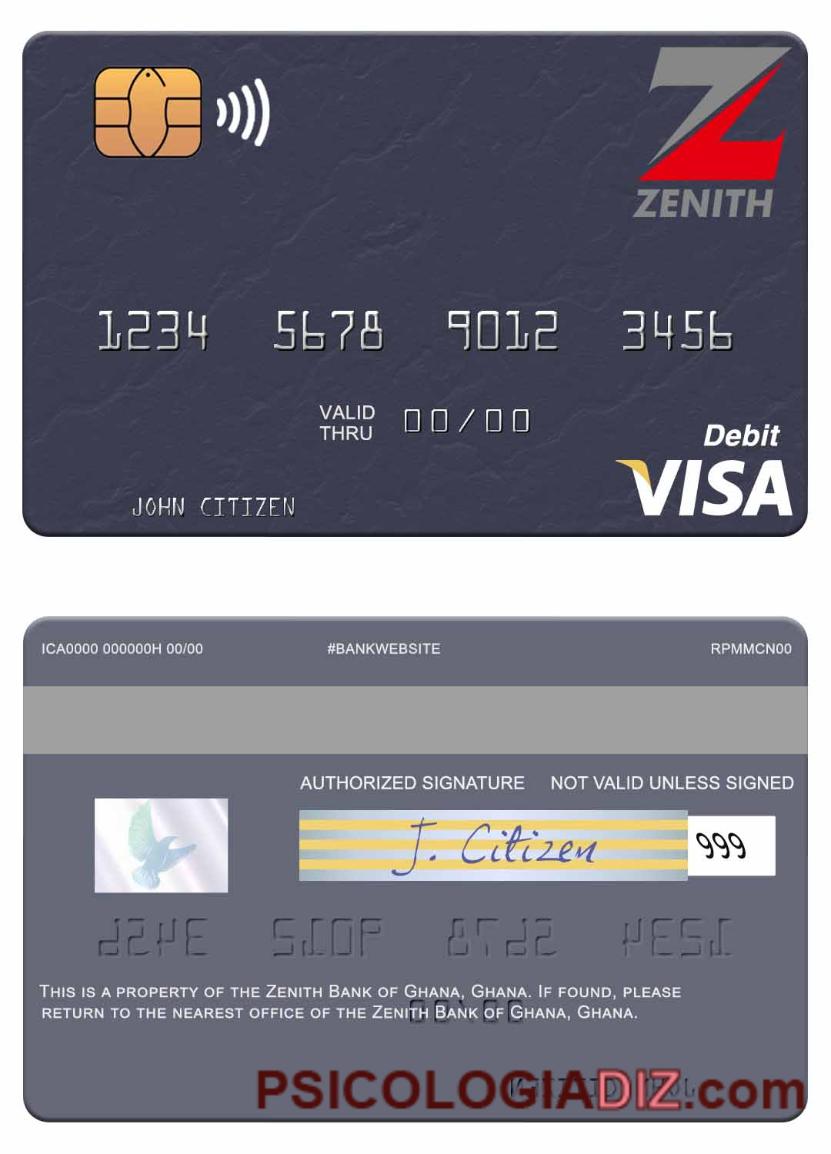 ZENITH
1234 5678 9012 3456
VALID
THRU 00/00
Debit
VISA
JOHN CITIZEN
ICA0000 000000H 00/00 #BANKWEBSITE RPMMCN00
AUTHORIZED SIGNATURE NOT VALID UNLESS SIGNED
J. Citizen 999
THIS IS A PROPERTY OF THE ZENITH BANK OF GHANA, GHANA. IF FOUND, PLEASE
RETURN TO THE NEAREST OFFICE OF THE ZENITH BANK OF GHANA, GHANA.
PSICOLOGIADIZ.com